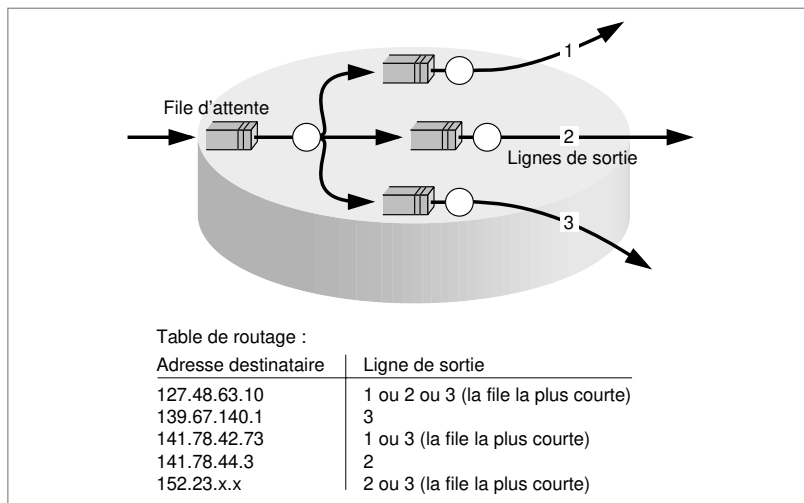 1
File d'attente
2
Lignes de sortie
3
Table de routage :
Adresse destinataire Ligne de sortie
127.48.63.10 1 ou 2 ou 3 (la file la plus courte)
139.67.140.1 3
141.78.42.73 1 ou 3 (la file la plus courte)
141.78.44.3 2
152.23.x.x 2 ou 3 (la file la plus courte)